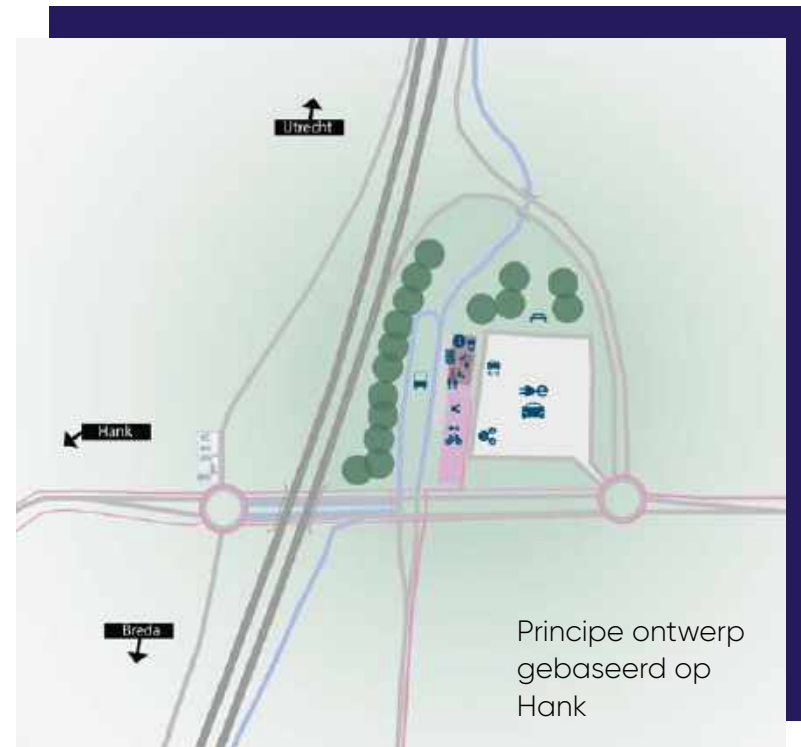 Utrecht
Hank
Breda
Principe ontwerp
gebaseerd op
Hank